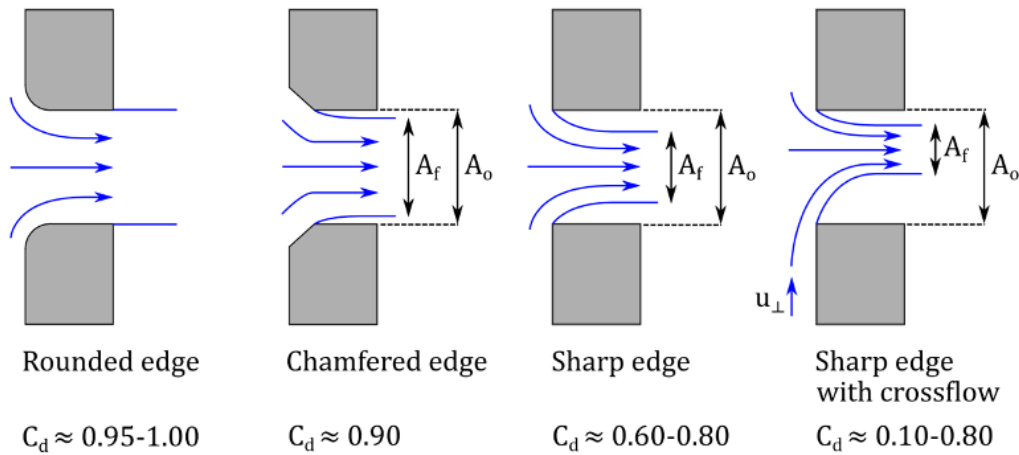 A_f
A_o
A_f
A_o
A_f
A_o
u_⊥
Rounded edge
Chamfered edge
Sharp edge
Sharp edge
with crossflow
C_d ≈ 0.95-1.00
C_d ≈ 0.90
C_d ≈ 0.60-0.80
C_d ≈ 0.10-0.80